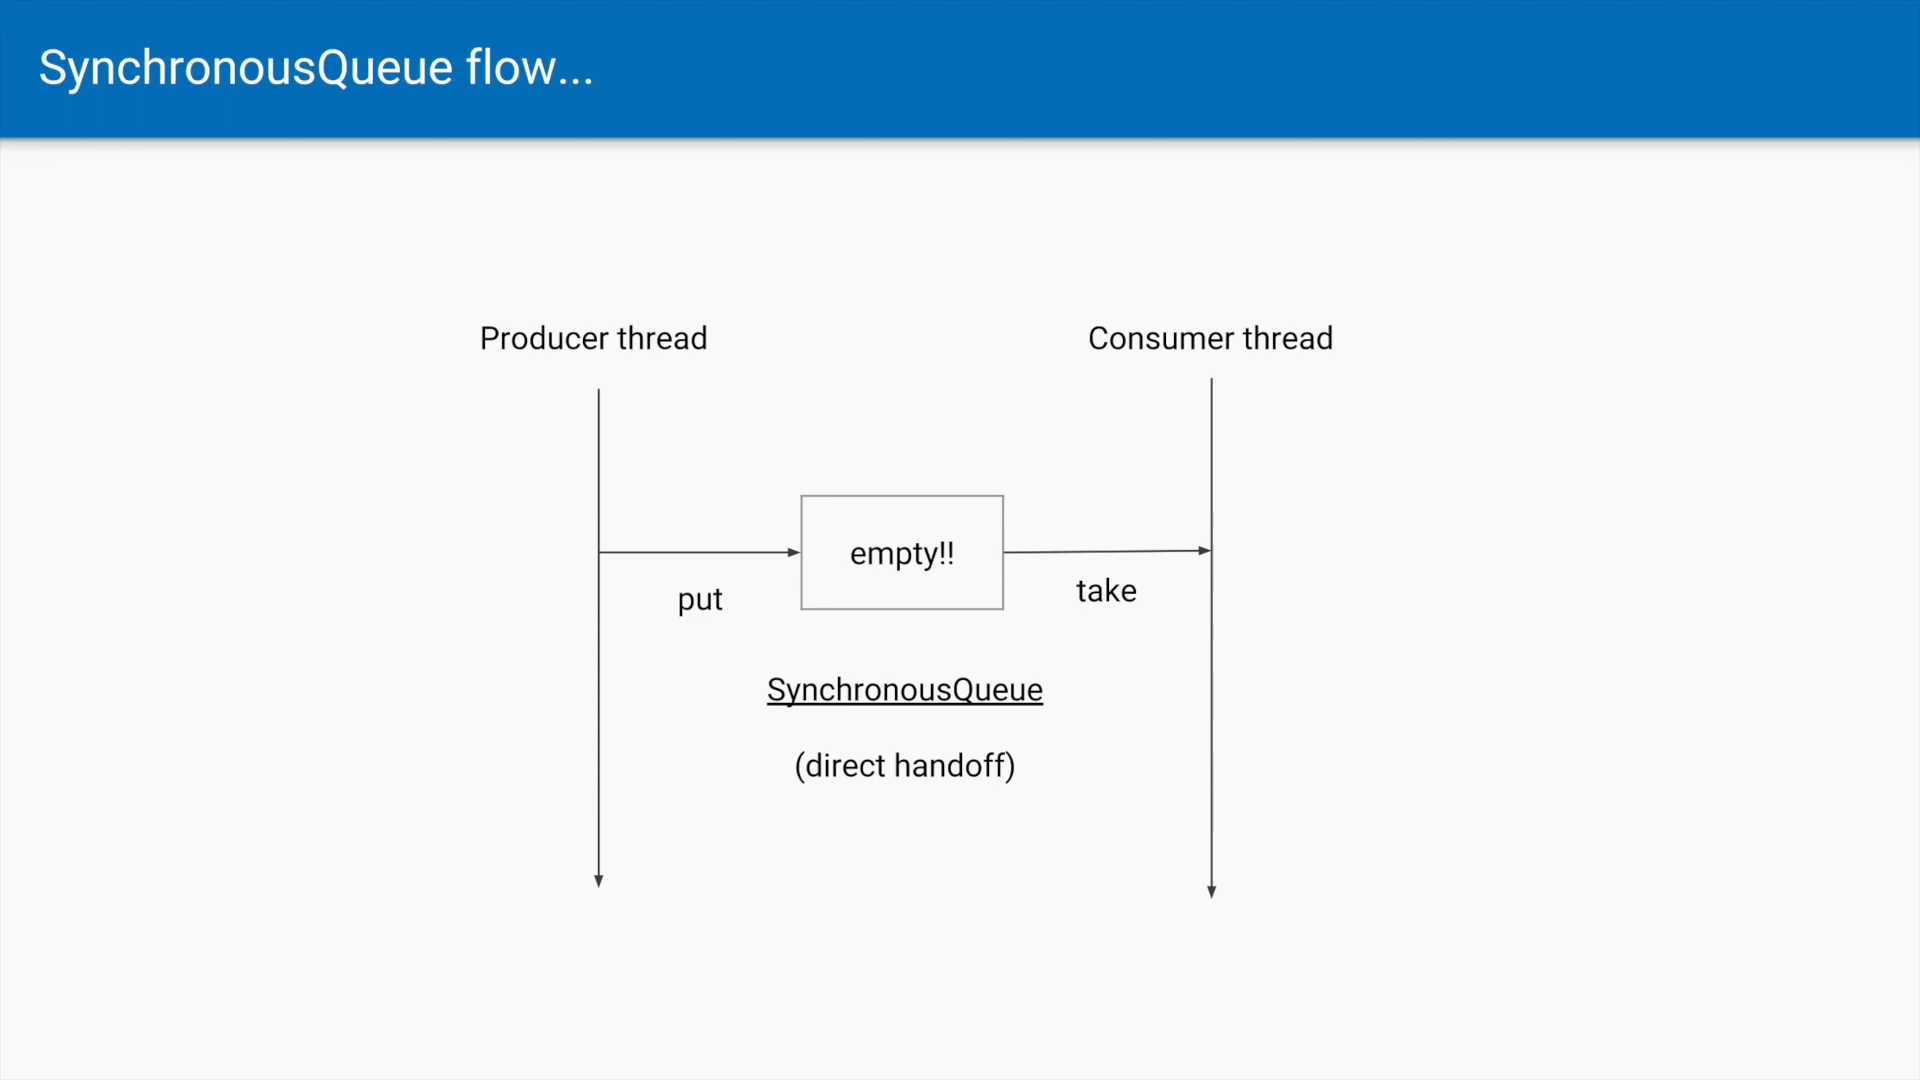 SynchronousQueue flow...
Producer thread
Consumer thread
empty!!
put
take
SynchronousQueue
(direct handoff)